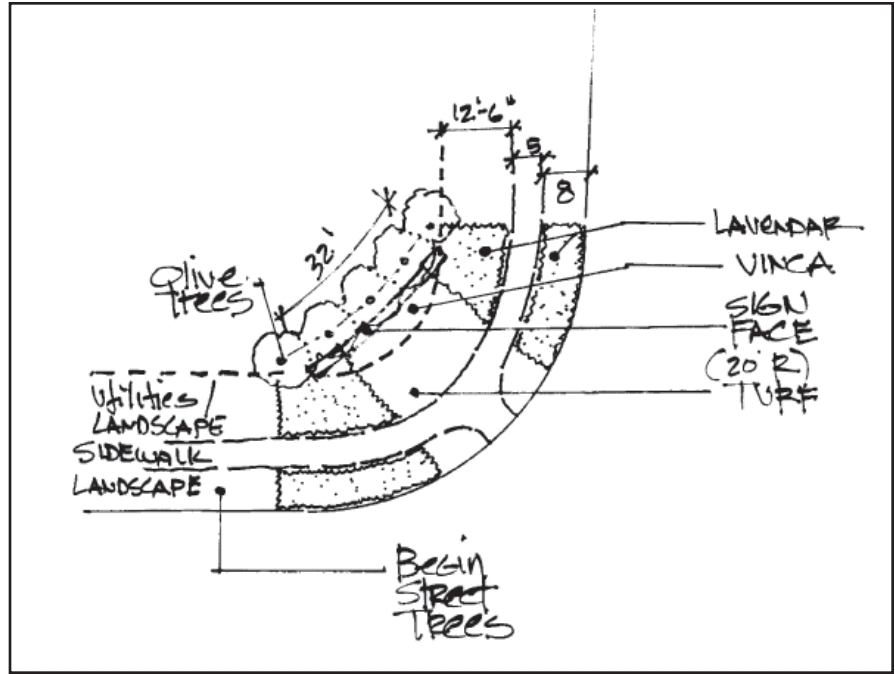 12'-6"
5
8
32'
LAVENDAR
VINCA
SIGN
FACE
(20' R)
TURF
Olive
Trees
Utilities
LANDSCAPE
SIDEWALK
LANDSCAPE
Begin
Street
Trees